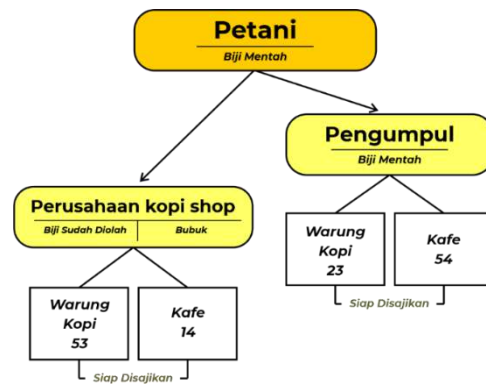 Petani
Biji Mentah
Pengumpul
Biji Mentah
Perusahaan kopi shop
Biji Sudah Diolah
Bubuk
Warung
Kopi
23
Kafe
54
Siap Disajikan
Warung
Kopi
53
Kafe
14
Siap Disajikan